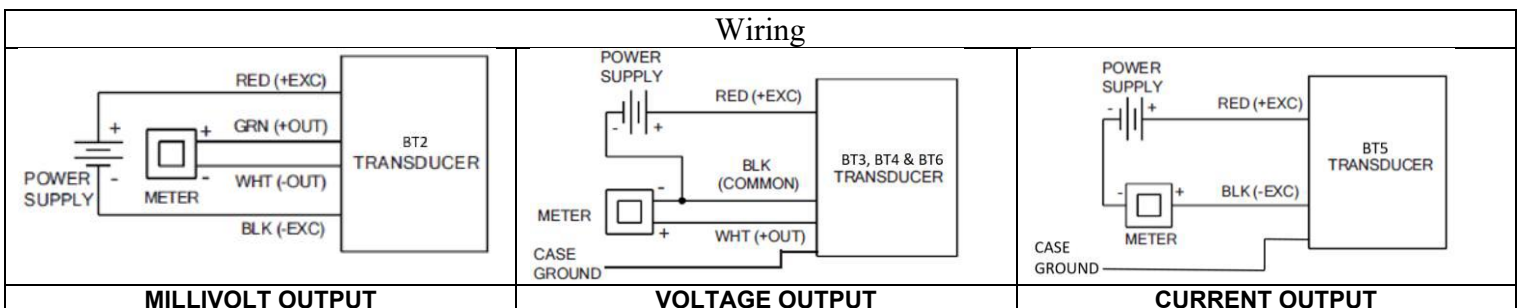 Wiring
RED (+EXC)
+
GRN (+OUT)
+
BT2
TRANSDUCER
-
WHT (-OUT)
-
POWER
SUPPLY
METER
BLK (-EXC)
MILLIVOLT OUTPUT
POWER
SUPPLY
RED (+EXC)
- +
BLK
(COMMON)
BT3, BT4 & BT6
TRANSDUCER
-
METER
+
WHT (+OUT)
CASE
GROUND
VOLTAGE OUTPUT
POWER
SUPPLY
- +
RED (+EXC)
BT5
TRANSDUCER
- +
BLK (-EXC)
METER
CASE
GROUND
CURRENT OUTPUT